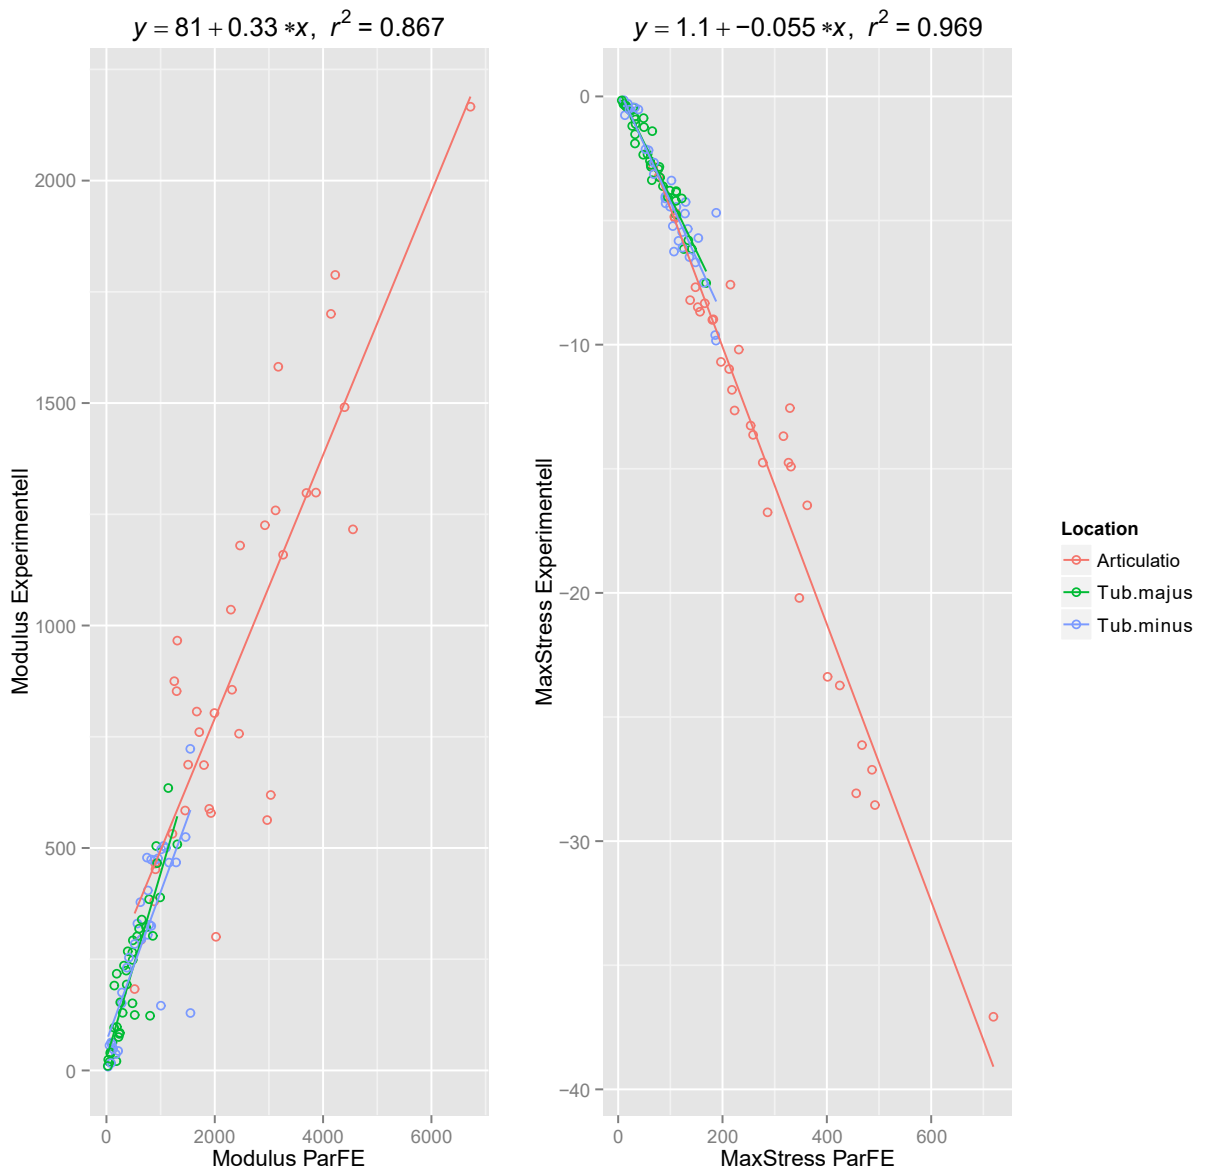 y = 81 + 0.33 *x, r² = 0.867
2000
1500
1000
500
0
0 2000 4000 6000
Modulus ParFE
Modulus Experimentell
y = 1.1 + −0.055 *x, r² = 0.969
0
−10
−20
−30
−40
0 200 400 600
MaxStress ParFE
MaxStress Experimentell
Location
Articulatio
Tub.majus
Tub.minus